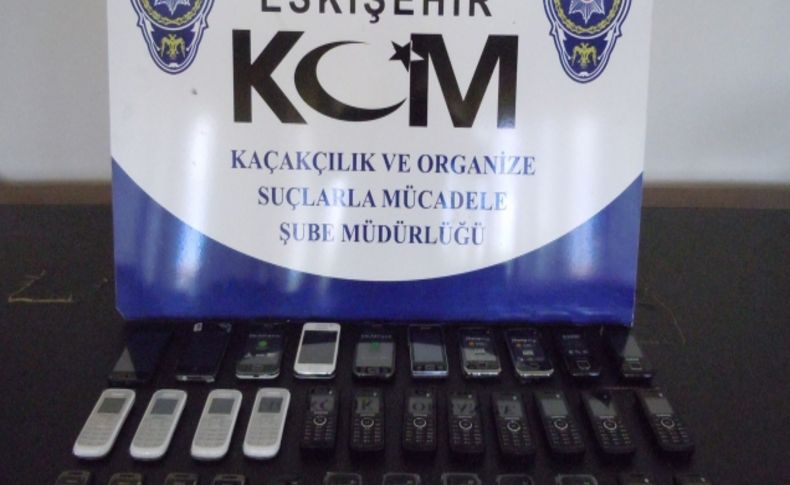 ESKİŞEHİR
KOM
KAÇAKÇILIK VE ORGANİZE
SUÇLARLA MÜCADELE
ŞUBE MÜDÜRLÜĞÜ